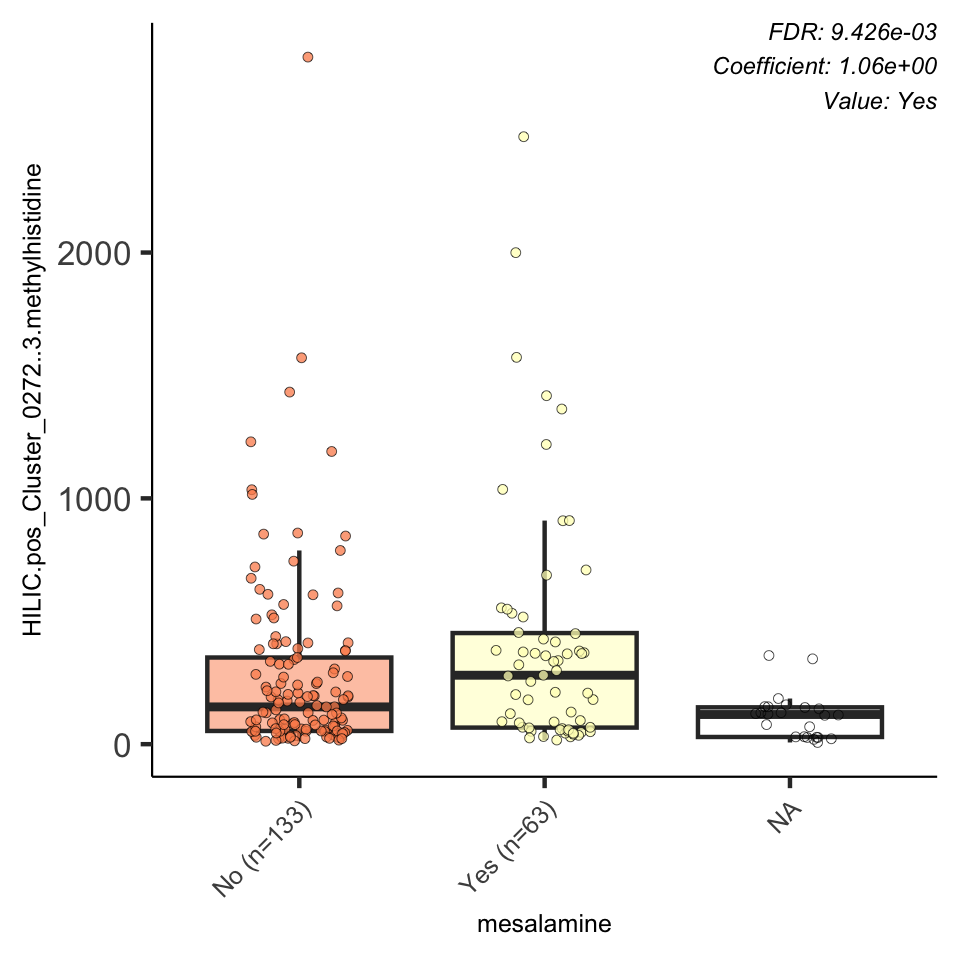 FDR: 9.426e-03
Coefficient: 1.06e+00
Value: Yes
HILIC.pos_Cluster_0272..3.methylhistidine
2000
1000
0
No (n=133)
Yes (n=63)
NA
mesalamine